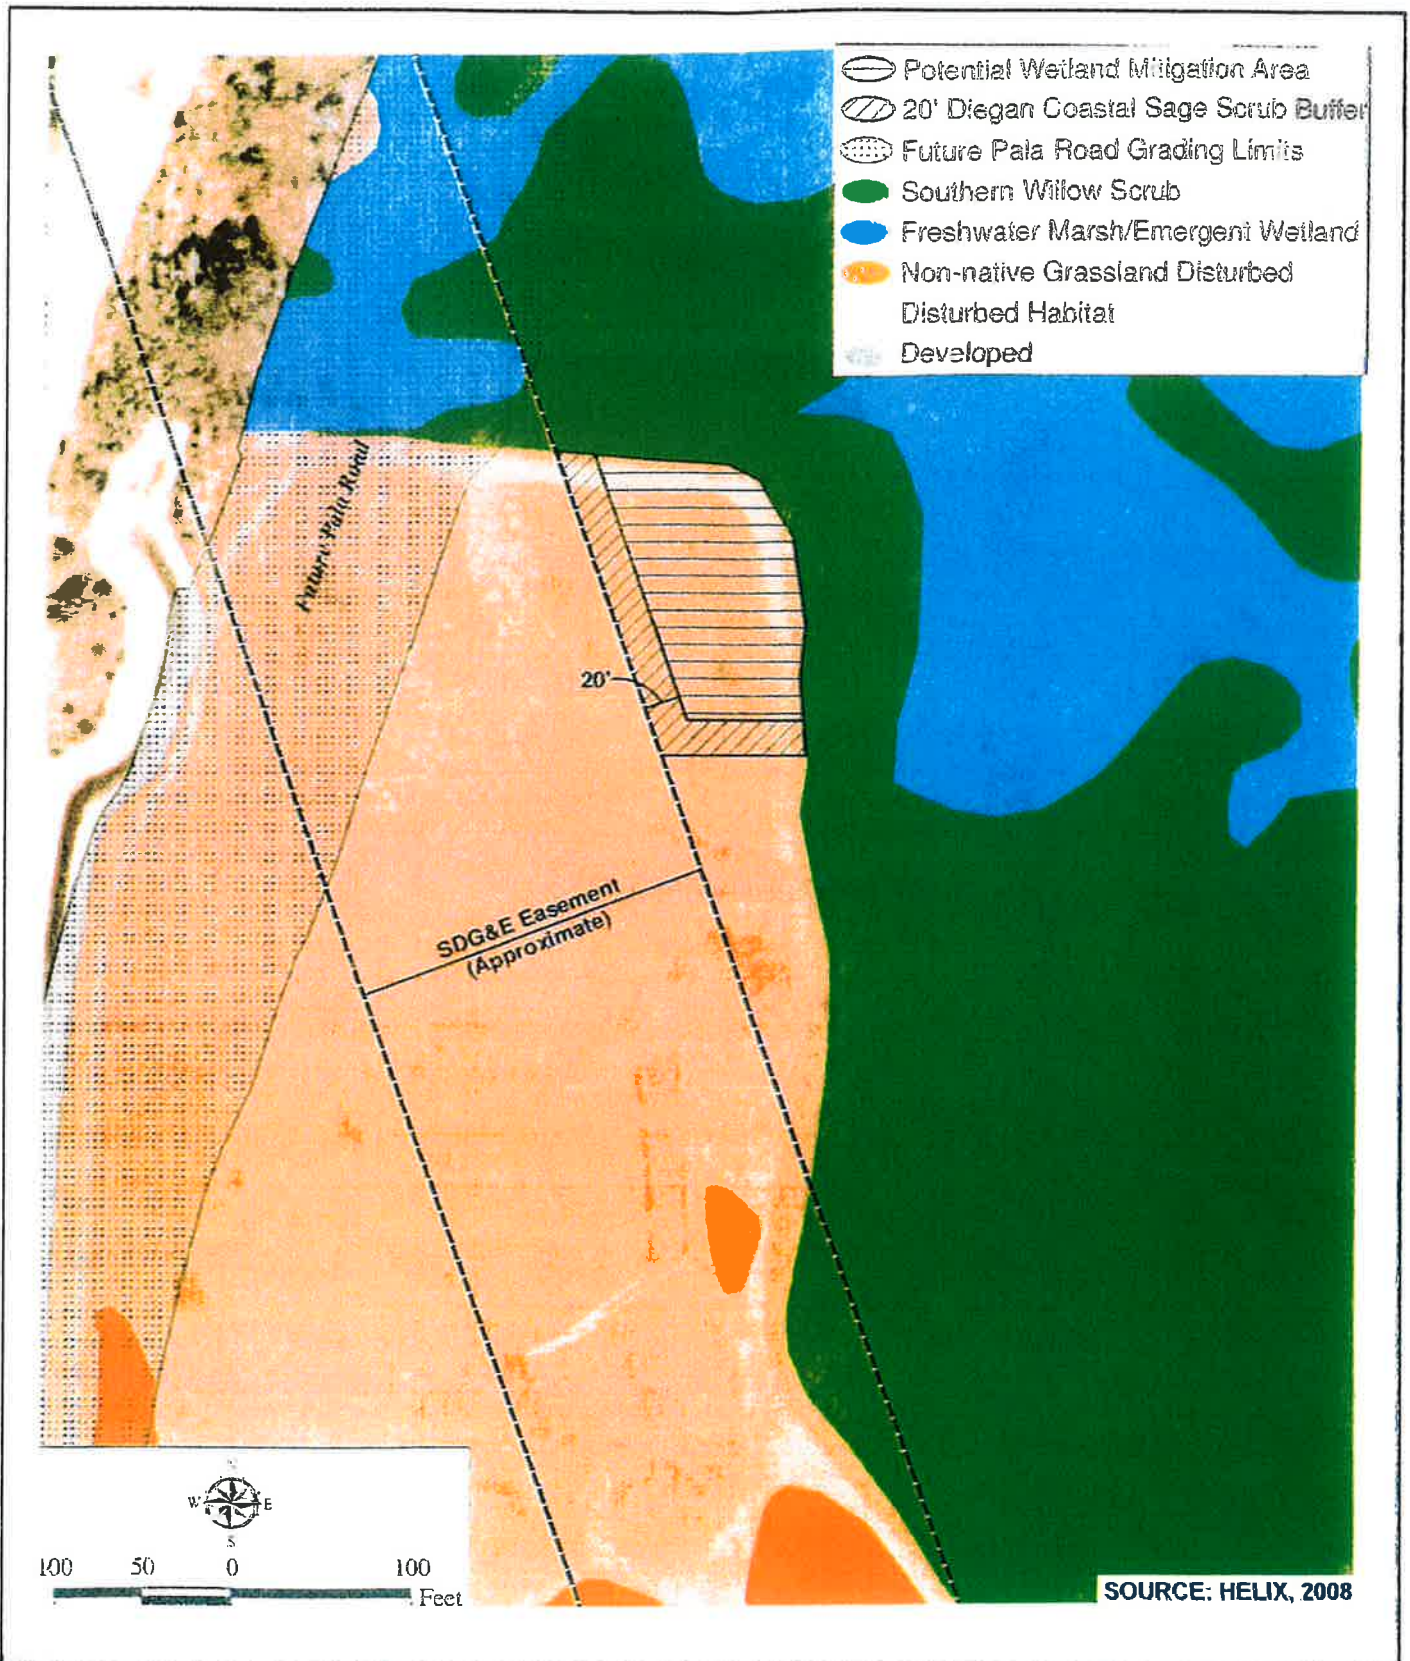 Potential Wetland Mitigation Area
20' Diegan Coastal Sage Scrub Buffer
Future Pala Road Grading Limits
Southern Willow Scrub
Freshwater Marsh/Emergent Wetland
Non-native Grassland Disturbed
Disturbed Habitat
Developed
Future Pala Road
20'
SDG&E Easement
(Approximate)
W E
S
100 50 0 100
Feet
SOURCE: HELIX, 2008